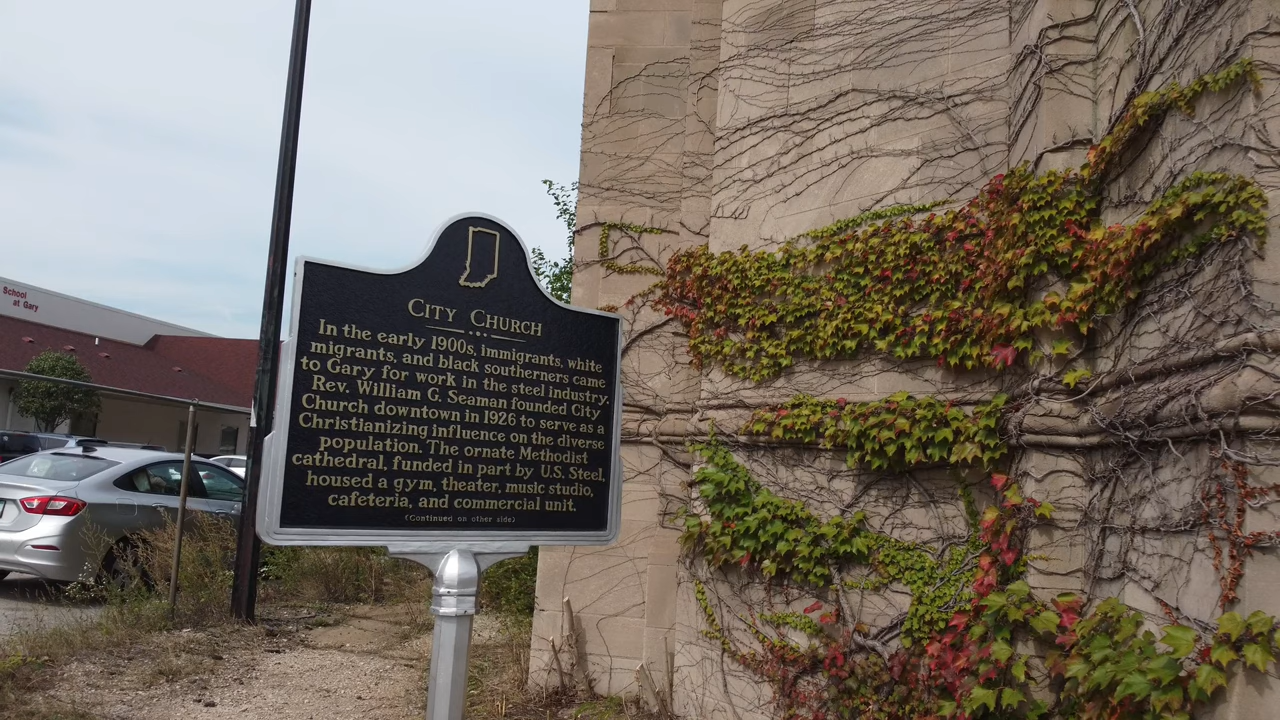 School
at Gary
City Church
In the early 1900s, immigrants, white
migrants, and black southerners came
to Gary for work in the steel industry.
Rev. William G. Seaman founded City
Church downtown in 1926 to serve as a
Christianizing influence on the diverse
population. The ornate Methodist
cathedral, funded in part by U.S. Steel,
housed a gym, theater, music studio,
cafeteria, and commercial unit.
(Continued on other side)